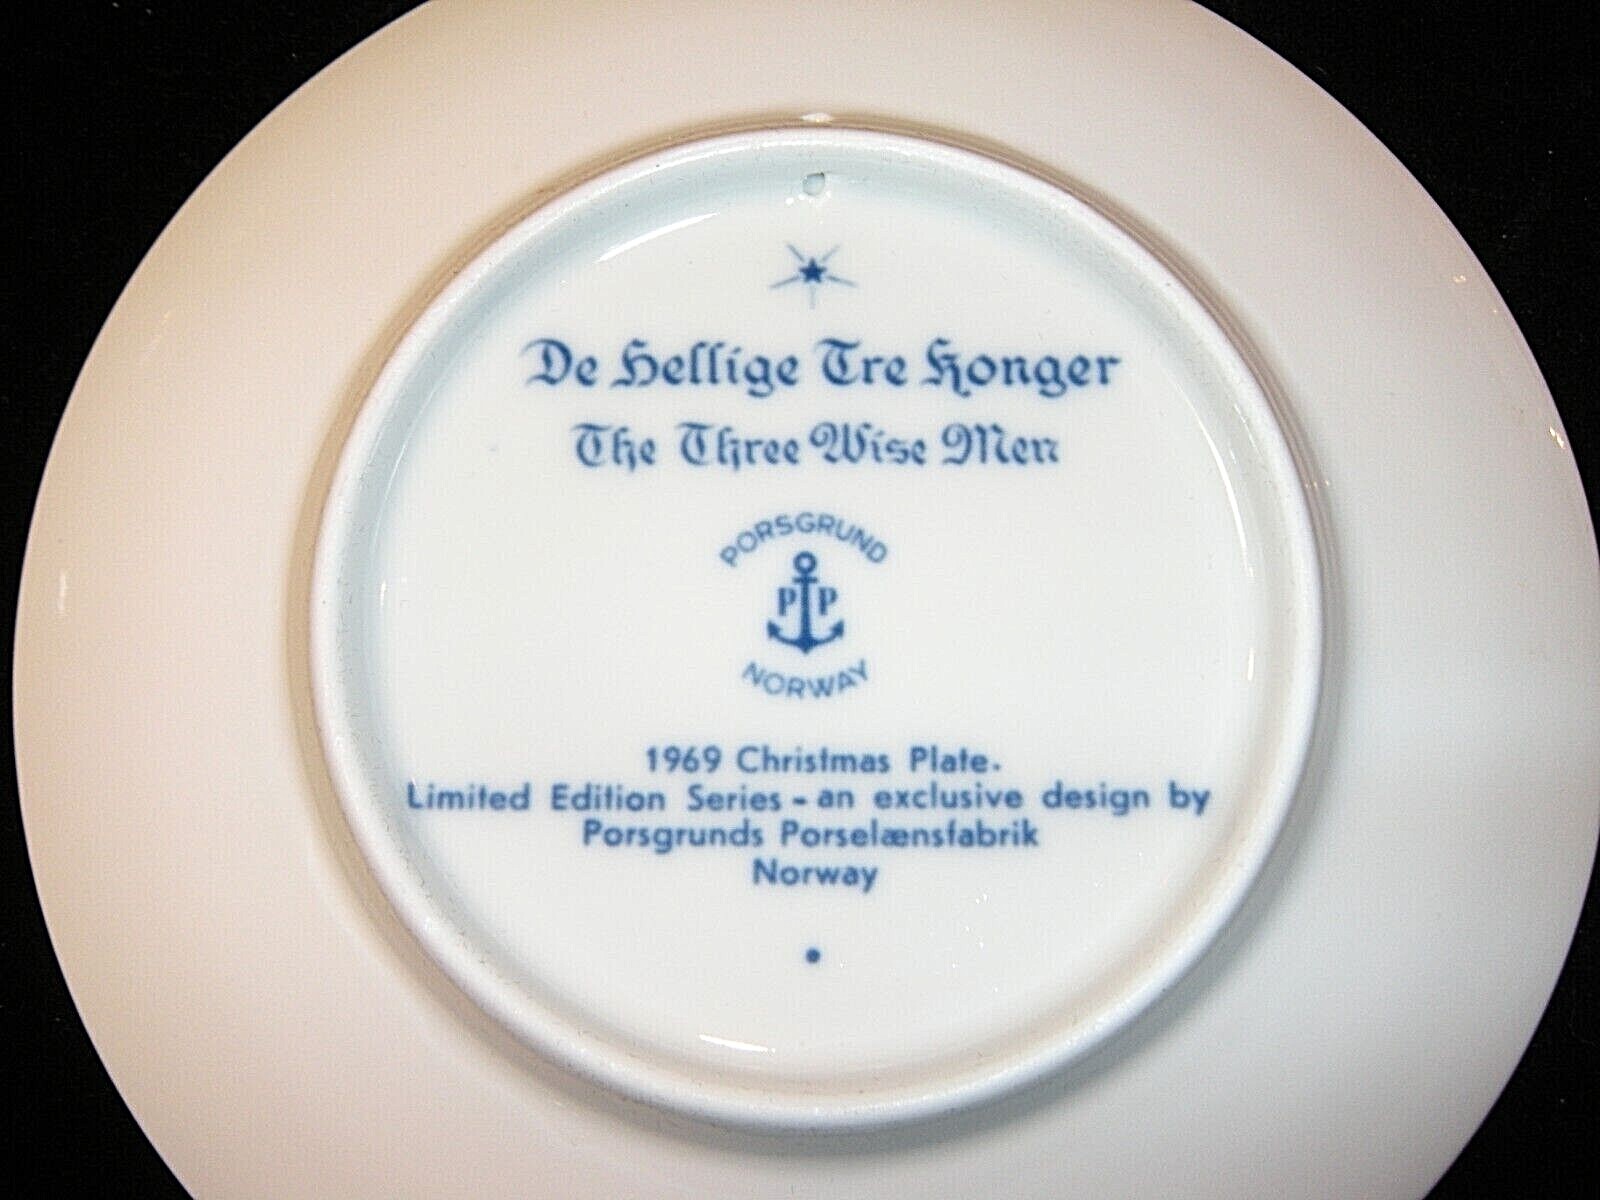 De Hellige Tre Konger
The Three Wise Men
PORSGRUND
P P
NORWAY
1969 Christmas Plate.
Limited Edition Series - an exclusive design by
Porsgrunds Porselænsfabrik
Norway